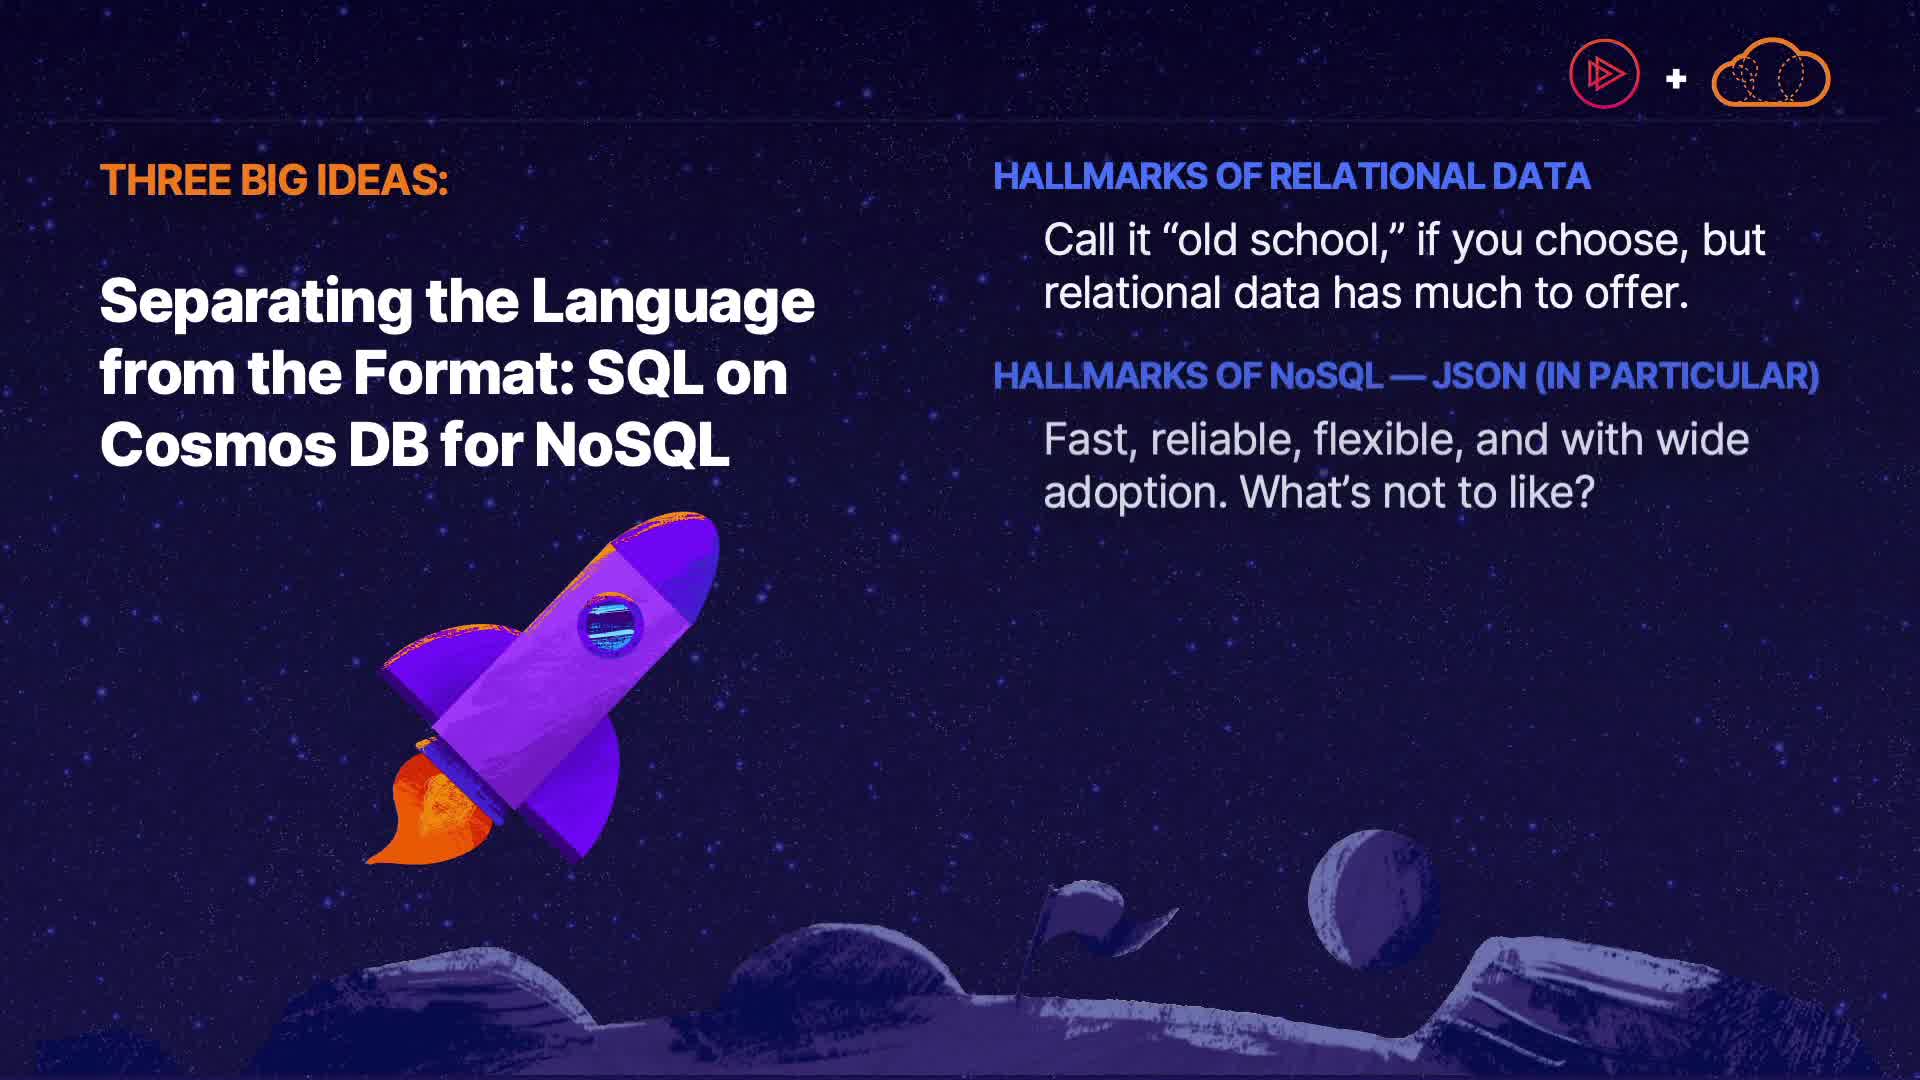 THREE BIG IDEAS:
Separating the Language
from the Format: SQL on
Cosmos DB for NoSQL
HALLMARKS OF RELATIONAL DATA
Call it “old school,” if you choose, but
relational data has much to offer.
HALLMARKS OF NoSQL — JSON (IN PARTICULAR)
Fast, reliable, flexible, and with wide
adoption. What’s not to like?